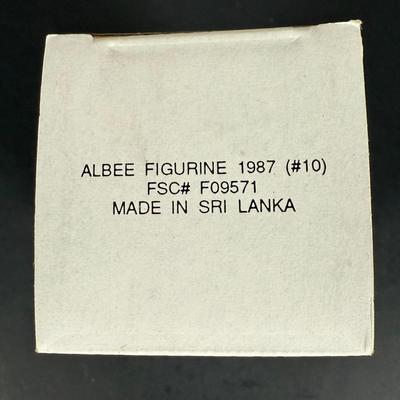 ALBEE FIGURINE 1987 (#10)
FSC# F09571
MADE IN SRI LANKA